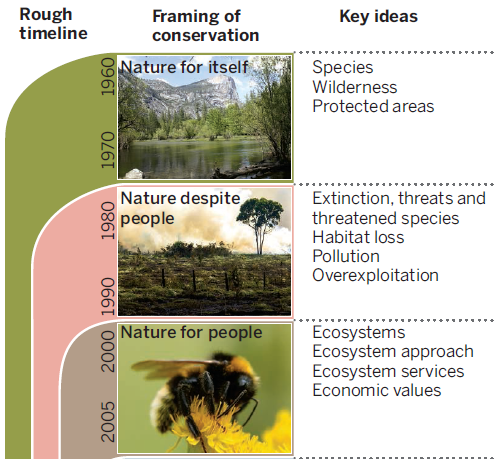 Rough
timeline
Framing of
conservation
Key ideas
1960
Nature for itself
Species
Wilderness
Protected areas
1970
1980
Nature despite
people
Extinction, threats and
threatened species
Habitat loss
Pollution
Overexploitation
1990
2000
Nature for people
Ecosystems
Ecosystem approach
Ecosystem services
Economic values
2005